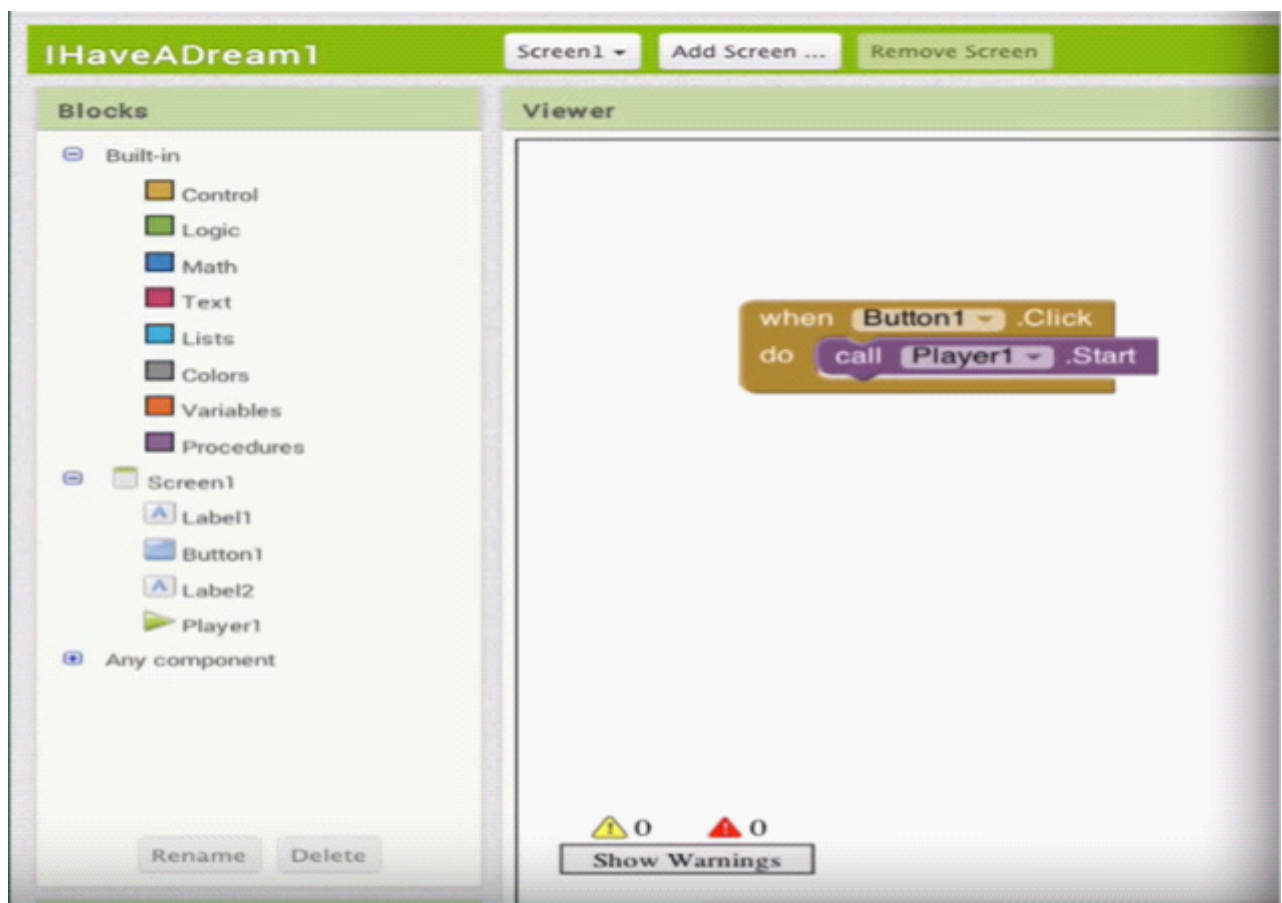 IHaveADream1
Screen1
Add Screen ...
Remove Screen
Blocks
Viewer
Built-in
Control
Logic
Math
Text
Lists
Colors
Variables
Procedures
Screen1
Label1
Button1
Label2
Player1
Any component
Rename
Delete
when Button1 .Click
do call Player1 .Start
0 0
Show Warnings